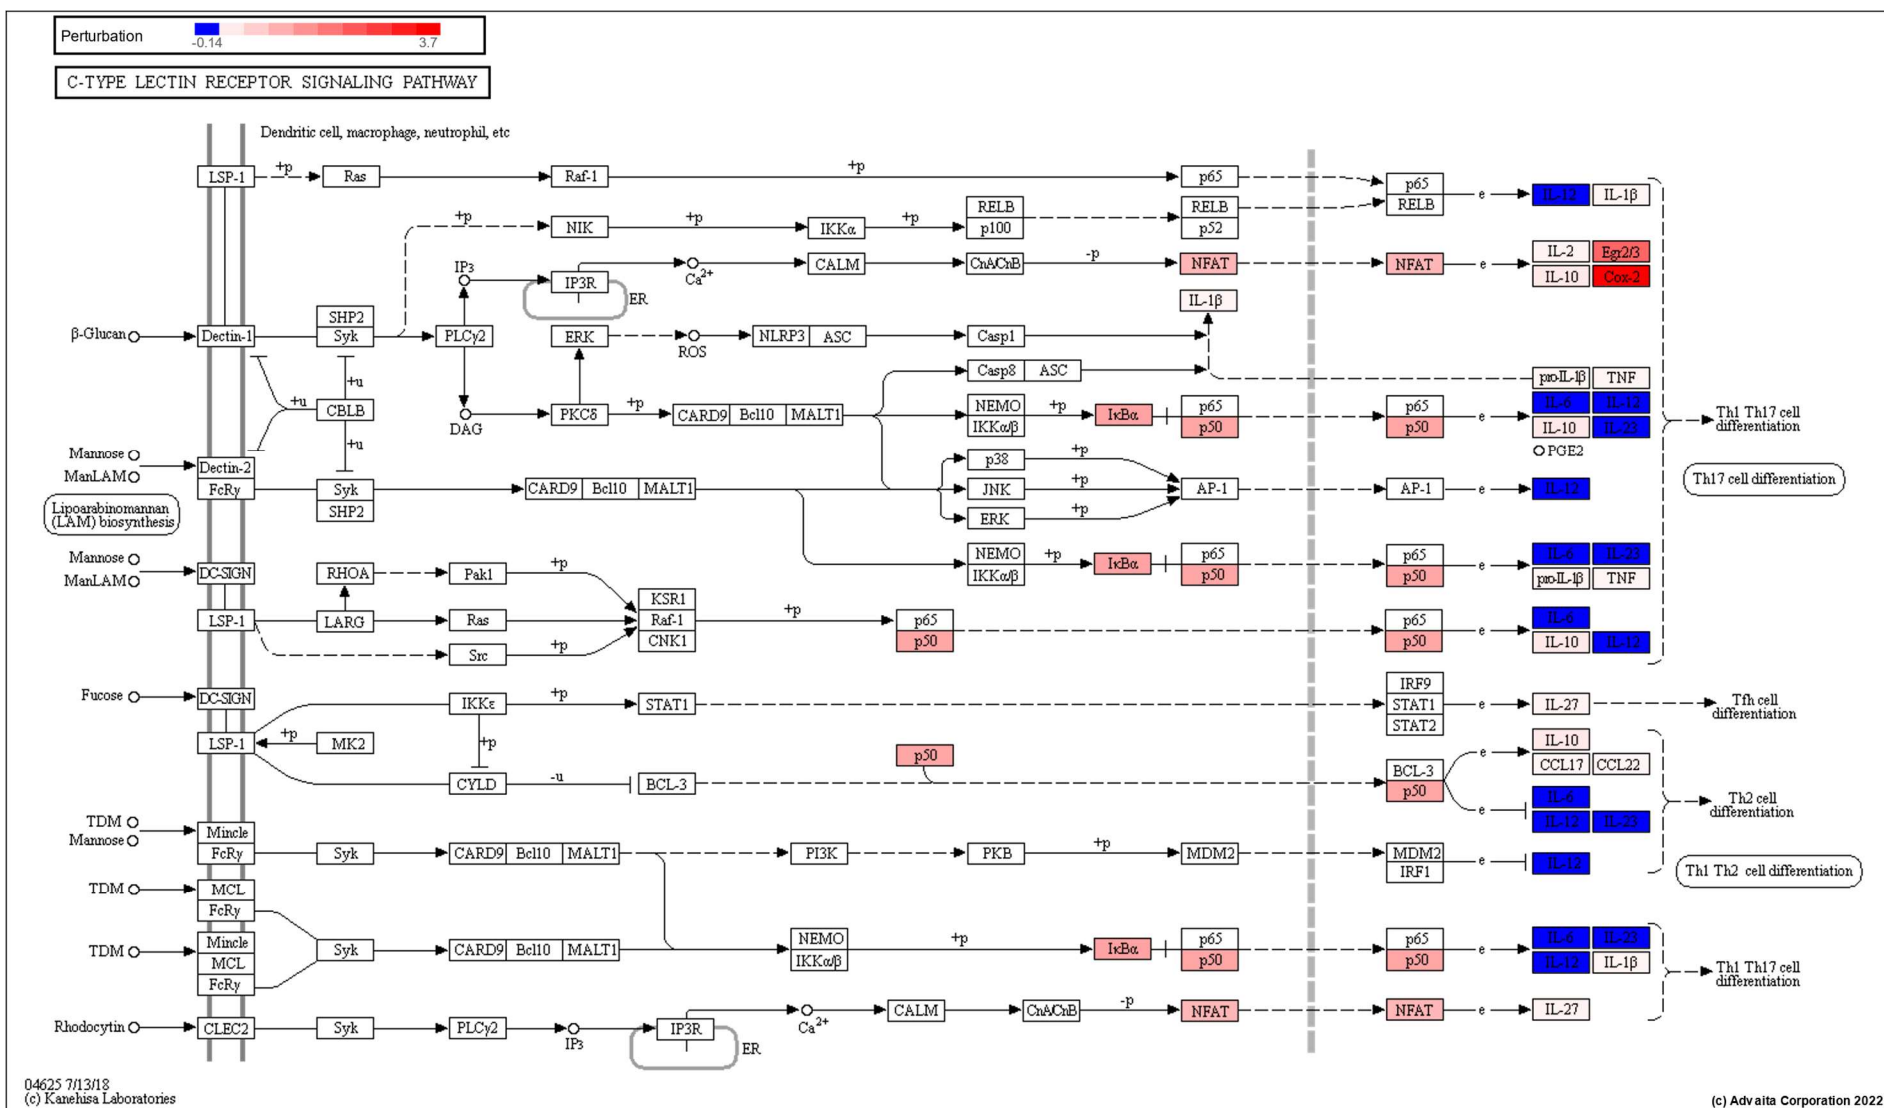 Perturbation
-0.14
3.7
C-TYPE LECTIN RECEPTOR SIGNALING PATHWAY
Dendritic cell, macrophage, neutrophil, etc
LSP-1 +p Ras Raf-1 +p p65 p65 RELB e IL-12 IL-1β
+p NIK +p IKKα +p RELB p100 RELB p52
IP3 IP3R ER Ca2+ CALM CnA/CnB -p NFAT NFAT e IL-2 Egr2/3
IL-10 Cox-2
IL-1β
β-Glucan Dectin-1 SHP2 Syk PLCγ2 ERK ROS NLRP3 ASC Casp1
Casp8 ASC pro-IL-1β TNF
+u +u CBLB +u
DAG PKCδ +p CARD9 Bcl10 MALT1 NEMO IKKα/β +p IκBα p65 p50 p65 p50 e IL-6 IL-12
IL-10 IL-23
PGE2
Th1 Th17 cell
differentiation
Mannose
ManLAM
Dectin-2
FcRγ
Syk
SHP2
CARD9 Bcl10 MALT1
p38 +p
JNK +p AP-1 AP-1 e IL-12
ERK +p
Th17 cell differentiation
Lipoarabinomannan
(LAM) biosynthesis
NEMO IKKα/β +p IκBα p65 p50 p65 p50 e IL-6 IL-23
pro-IL-1β TNF
Mannose
ManLAM
DC-SIGN RHOA Pak1 +p
LSP-1 LARG Ras KSR1 Raf-1 CNK1 +p p65 p50 p65 p50 e IL-6
IL-10 IL-12
Src +p
Fucose DC-SIGN IKKε +p STAT1 IRF9 STAT1 STAT2 e IL-27 Tfh cell
differentiation
LSP-1 +p MK2 +p
CYLD -u BCL-3 p50 BCL-3 p50 e IL-10
CCL17 CCL22
e IL-6
IL-12 IL-23
Th2 cell
differentiation
TDM
Mannose
Mincle
FcRγ Syk CARD9 Bcl10 MALT1 PI3K PKB +p MDM2 MDM2 IRF1 e IL-12
Th1 Th2 cell differentiation
TDM MCL
FcRγ
TDM Mincle
MCL
FcRγ
Syk CARD9 Bcl10 MALT1 NEMO IKKα/β +p IκBα p65 p50 p65 p50 e IL-6 IL-23
IL-12 IL-1β
Th1 Th17 cell
differentiation
Rhodocytin CLEC2 Syk PLCγ2 IP3 IP3R ER Ca2+ CALM CnA/CnB -p NFAT NFAT e IL-27
04625 7/13/18
(c) Kanehisa Laboratories
(c) Advaita Corporation 2022